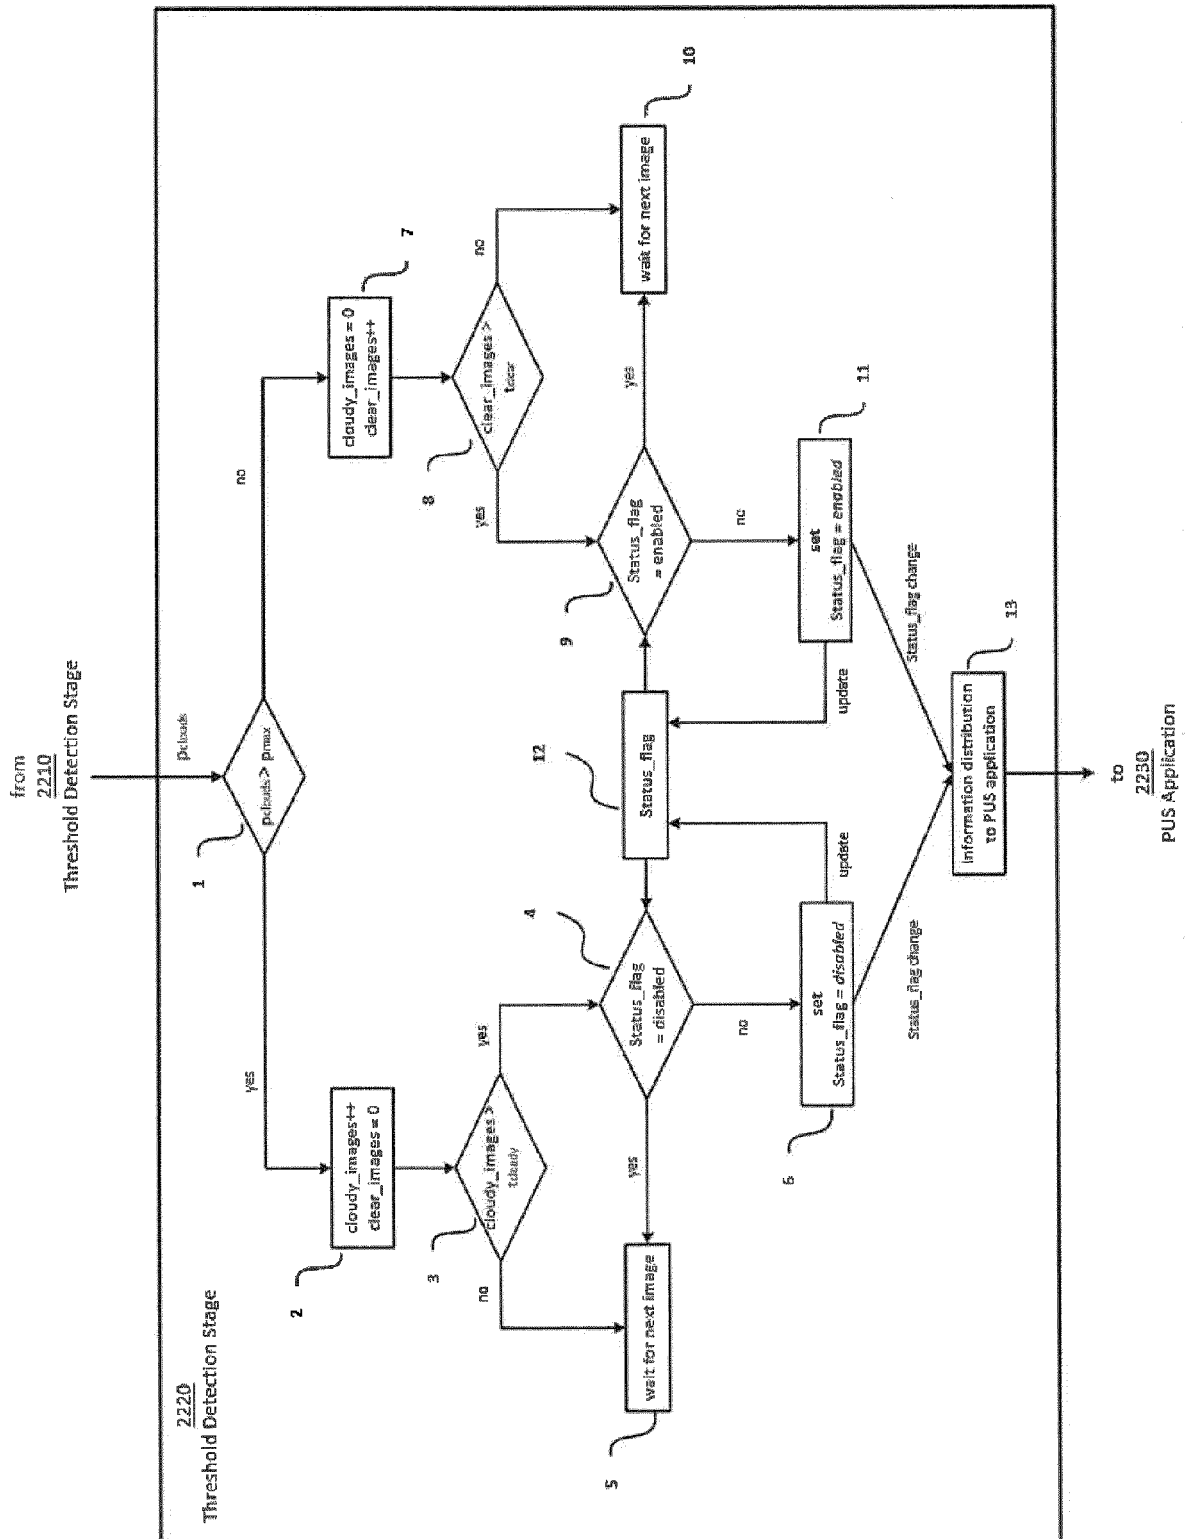 from
2210
Threshold Detection Stage
2220
Threshold Detection Stage
pclouds
1
pclouds > pmax
yes
no
2
cloudy_images++
clear_images = 0
cloudy_images = 0
clear_images++
7
3
cloudy_images >
tcloudy
no
yes
8
clear_images >
tclear
yes
no
5
wait for next image
yes
4
Status_flag
= disabled
12
Status_flag
9
Status_flag
= enabled
yes
wait for next image
10
no
no
6
set
Status_flag = disabled
update
update
set
Status_flag = enabled
11
Status_flag change
Status_flag change
information distribution
to PUS application
13
to
2230
PUS Application